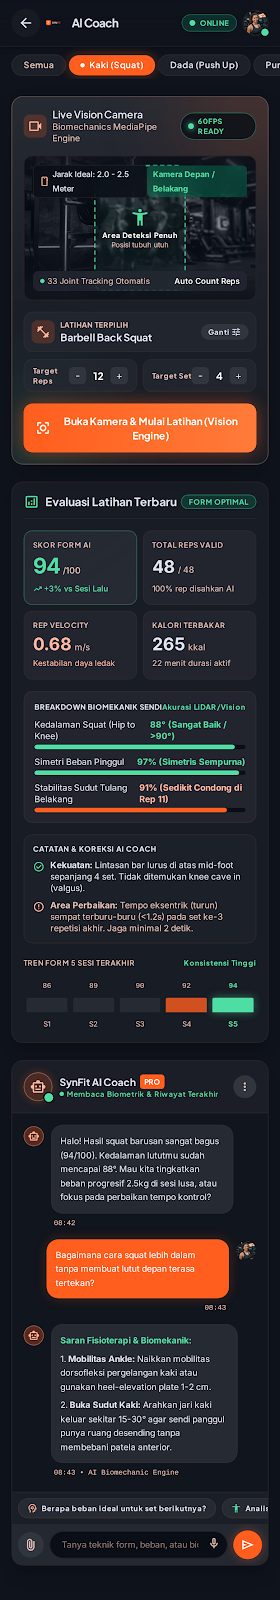 AI Coach
ONLINE
Semua
Kaki (Squat)
Dada (Push Up)
Live Vision Camera
Biomechanics MediaPipe
Engine
60FPS
READY
Jarak Ideal: 2.0 - 2.5
Meter
Kamera Depan /
Belakang
Area Deteksi Penuh
Posisi tubuh utuh
33 Joint Tracking Otomatis
Auto Count Reps
LATIHAN TERPILIH
Barbell Back Squat
Ganti
Target
Reps
- 12 +
Target Set
- 4 +
Buka Kamera & Mulai Latihan (Vision
Engine)
Evaluasi Latihan Terbaru
FORM OPTIMAL
SKOR FORM AI
94 /100
+3% vs Sesi Lalu
TOTAL REPS VALID
48 / 48
100% rep disahkan AI
REP VELOCITY
0.68 m/s
Kestabilan daya ledak
KALORI TERBAKAR
265 kkal
22 menit durasi aktif
BREAKDOWN BIOMEKANIK SENDI
Akurasi LiDAR/Vision
Kedalaman Squat (Hip to
Knee)
88° (Sangat Baik /
>90°)
Simetri Beban Pinggul
97% (Simetris Sempurna)
Stabilitas Sudut Tulang
Belakang
91% (Sedikit Condong di
Rep 11)
CATATAN & KOREKSI AI COACH
Kekuatan: Lintasan bar lurus di atas mid-foot
sepanjang 4 set. Tidak ditemukan knee cave in
(valgus).
Area Perbaikan: Tempo eksentrik (turun)
sempat terburu-buru (<1.2s) pada set ke-3
repetisi akhir. Jaga minimal 2 detik.
TREN FORM 5 SESI TERAKHIR
Konsistensi Tinggi
86 89 90 92 94
S1 S2 S3 S4 S5
SynFit AI Coach PRO
Membaca Biometrik & Riwayat Terakhir
Halo! Hasil squat barusan sangat bagus
(94/100). Kedalaman lututmu sudah
mencapai 88°. Mau kita tingkatkan
beban progresif 2.5kg di sesi lusa, atau
fokus pada perbaikan tempo kontrol?
08:42
Bagaimana cara squat lebih dalam
tanpa membuat lutut depan terasa
tertekan?
08:43
Saran Fisioterapi & Biomekanik:
1. Mobilitas Ankle: Naikkan mobilitas
dorsofleksi pergelangan kaki atau
gunakan heel-elevation plate 1-2 cm.
2. Buka Sudut Kaki: Arahkan jari kaki
keluar sekitar 15-30° agar sendi panggul
punya ruang desending tanpa
membebani patela anterior.
08:43 • AI Biomechanic Engine
Berapa beban ideal untuk set berikutnya?
Tanya teknik form, beban, atau